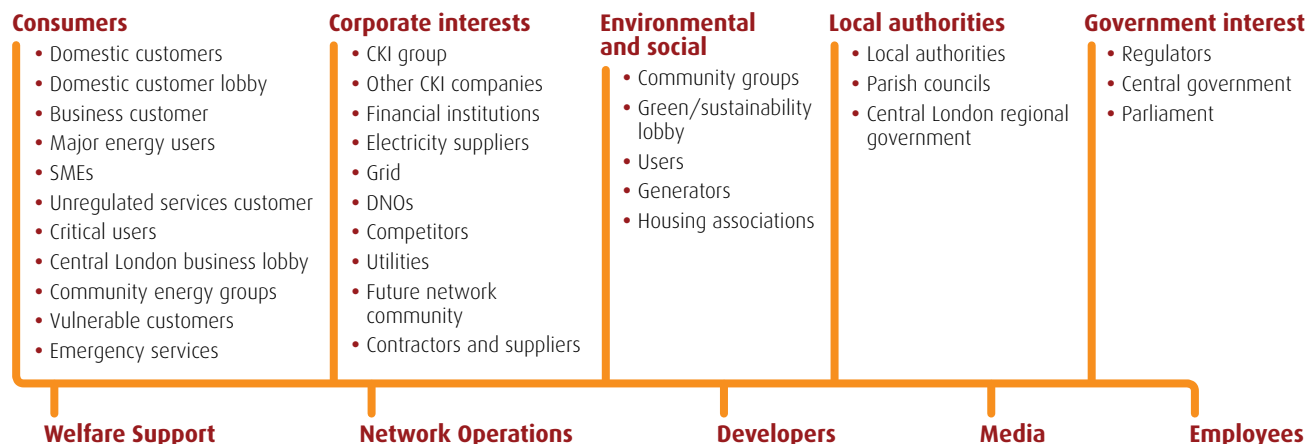 Consumers
• Domestic customers
• Domestic customer lobby
• Business customer
• Major energy users
• SMEs
• Unregulated services customer
• Critical users
• Central London business lobby
• Community energy groups
• Vulnerable customers
• Emergency services
Corporate interests
• CKI group
• Other CKI companies
• Financial institutions
• Electricity suppliers
• Grid
• DNOs
• Competitors
• Utilities
• Future network
community
• Contractors and suppliers
Environmental
and social
• Community groups
• Green/sustainability
lobby
• Users
• Generators
• Housing associations
Local authorities
• Local authorities
• Parish councils
• Central London regional
government
Government interest
• Regulators
• Central government
• Parliament
Welfare Support
Network Operations
Developers
Media
Employees